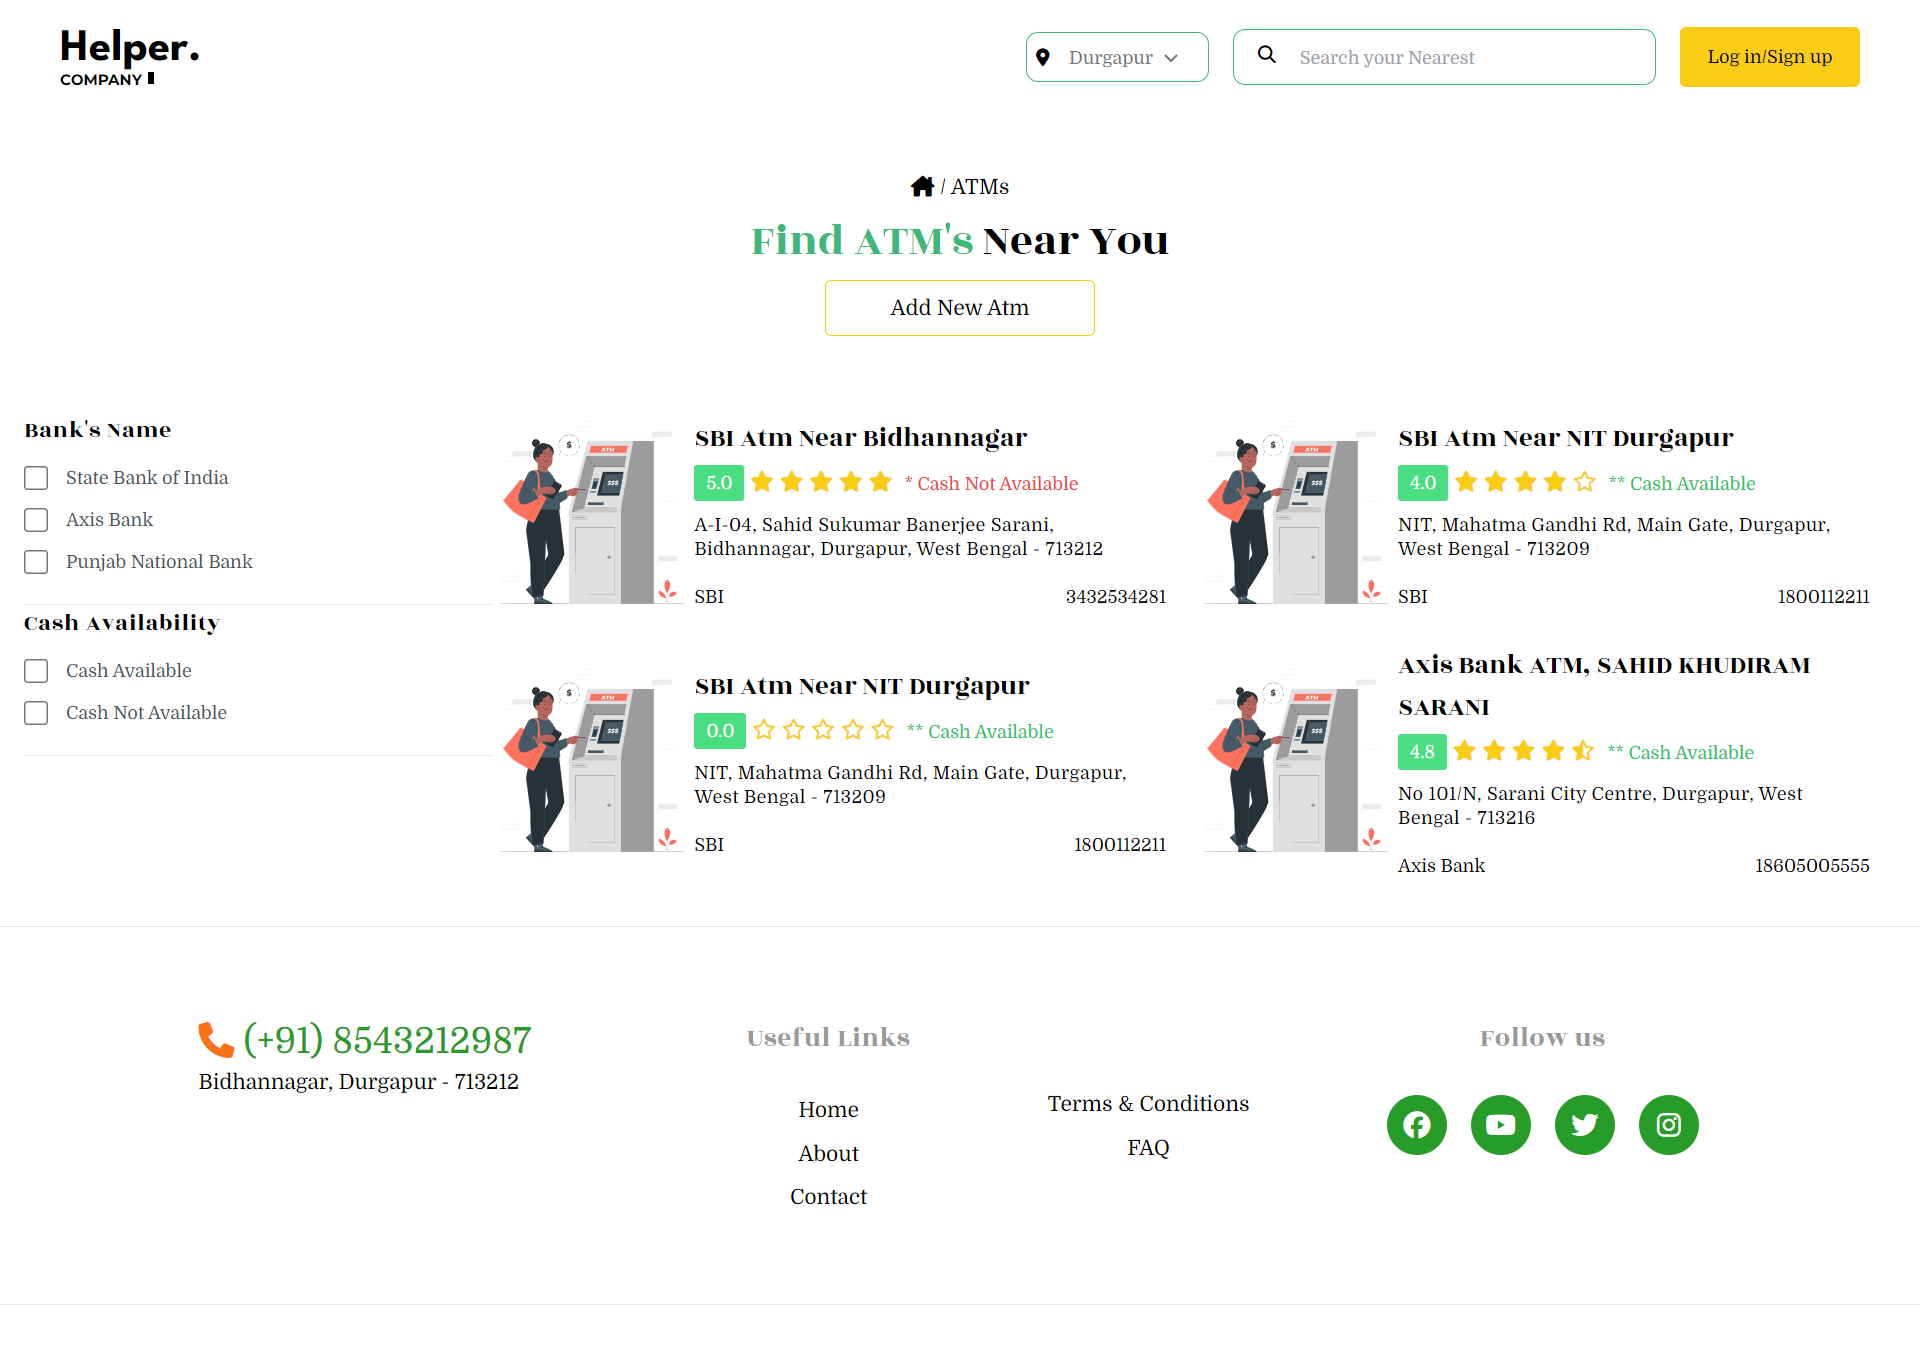 Helper.
COMPANY
Durgapur
Search your Nearest
Log in/Sign up
/ ATMs
Find ATM's Near You
Add New Atm
Bank's Name
State Bank of India
Axis Bank
Punjab National Bank
Cash Availability
Cash Available
Cash Not Available
$
ATM
$$$
SBI Atm Near Bidhannagar
5.0 * Cash Not Available
A-I-04, Sahid Sukumar Banerjee Sarani,
Bidhannagar, Durgapur, West Bengal - 713212
SBI 3432534281
$
ATM
$$$
SBI Atm Near NIT Durgapur
4.0 ** Cash Available
NIT, Mahatma Gandhi Rd, Main Gate, Durgapur,
West Bengal - 713209
SBI 1800112211
$
ATM
$$$
SBI Atm Near NIT Durgapur
0.0 ** Cash Available
NIT, Mahatma Gandhi Rd, Main Gate, Durgapur,
West Bengal - 713209
SBI 1800112211
$
ATM
$$$
Axis Bank ATM, SAHID KHUDIRAM
SARANI
4.8 ** Cash Available
No 101/N, Sarani City Centre, Durgapur, West
Bengal - 713216
Axis Bank 18605005555
(+91) 8543212987
Bidhannagar, Durgapur - 713212
Useful Links
Home
About
Contact
Terms & Conditions
FAQ
Follow us